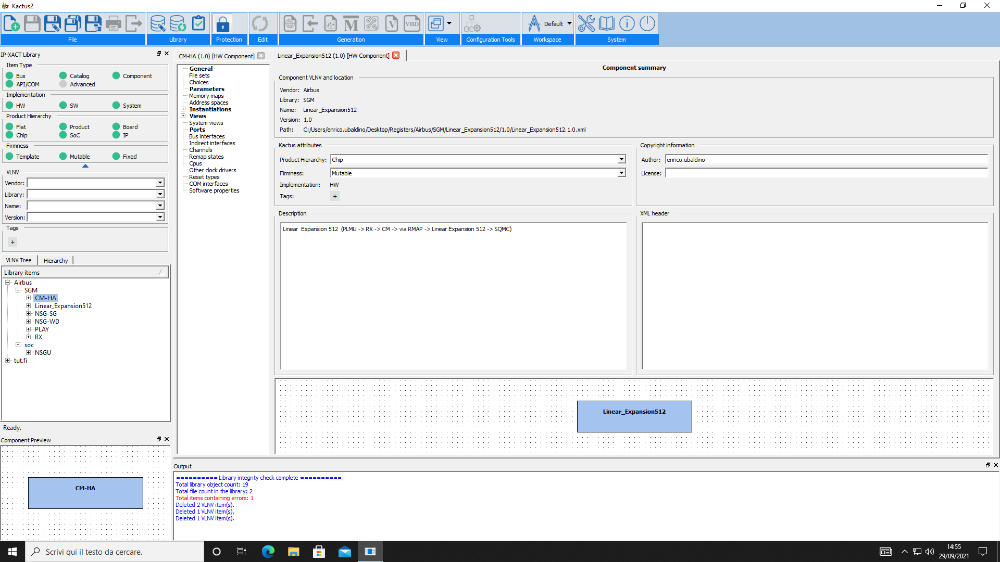 Kactus2
File
Library
Protection
Edit
Generation
View
Configuration Tools
Default
Workspace
System
M
V
VHD
i
IP-XACT Library
Item Type
Bus Catalog Component
API/COM Advanced
Implementation
HW SW System
Product Hierarchy
Flat Product Board
Chip SoC IP
Firmness
Template Mutable Fixed
VLNV
Vendor:
Library:
Name:
Version:
Tags
+
VLNV Tree Hierarchy
Library items
Airbus
SGM
CM-HA
Linear_Expansion512
NSG-SG
NSG-WD
PLAY
RX
soc
NSGU
tut.fi
Ready.
Component Preview
CM-HA
CM-HA (1.0) [HW Component]
Linear_Expansion512 (1.0) [HW Component]
General
File sets
Choices
Parameters
Memory maps
Address spaces
Instantiations
Views
System views
Ports
Bus interfaces
Indirect interfaces
Channels
Remap states
Cpus
Other clock drivers
Reset types
COM interfaces
Software properties
Component summary
Component VLNV and location
Vendor: Airbus
Library: SGM
Name: Linear_Expansion512
Version: 1.0
Path: C:/Users/enrico.ubaldino/Desktop/Registers/Airbus/SGM/Linear_Expansion512/1.0/Linear_Expansion512.1.0.xml
Kactus attributes
Product Hierarchy: Chip
Firmness: Mutable
Implementation: HW
Tags: +
Copyright information
Author: enrico.ubaldino
License:
Description
Linear Expansion 512 (PLMU -> RX -> CM -> via RMAP -> Linear Expansion 512 -> SQMC)
XML header
Linear_Expansion512
Output
========== Library integrity check complete ==========
Total library object count: 19
Total file count in the library: 2
Total items containing errors: 1
Deleted 2 VLNV item(s).
Deleted 1 VLNV item(s).
Deleted 1 VLNV item(s).
Scrivi qui il testo da cercare.
14:55
29/09/2021